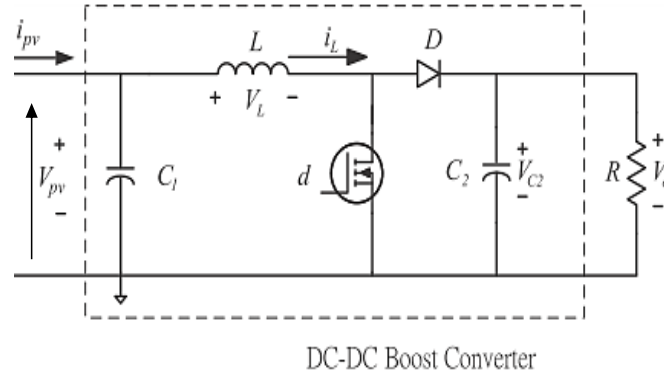 i_pv
L
i_L
D
+ V_L -
+
V_pv
-
C_1
d
C_2
+
V_C2
-
R
+
-
DC-DC Boost Converter